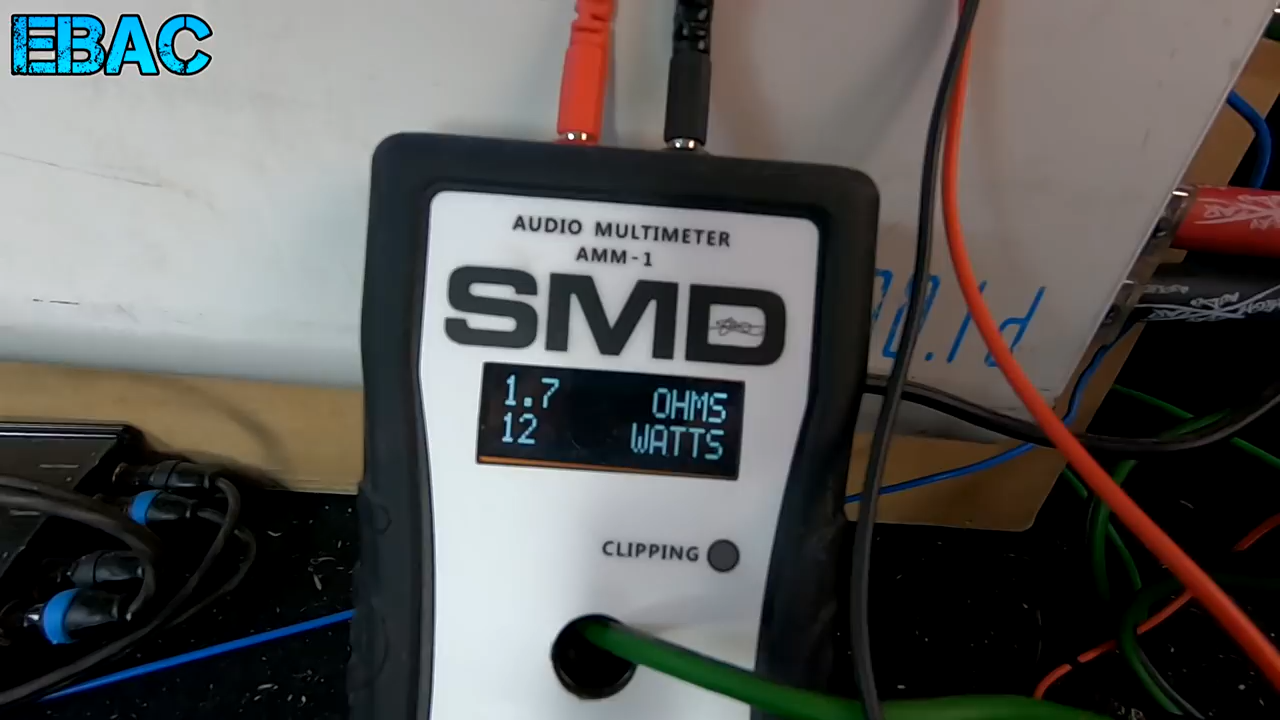 EBAC
AUDIO MULTIMETER
AMM-1
SMD
1.7 OHMS
12 WATTS
CLIPPING